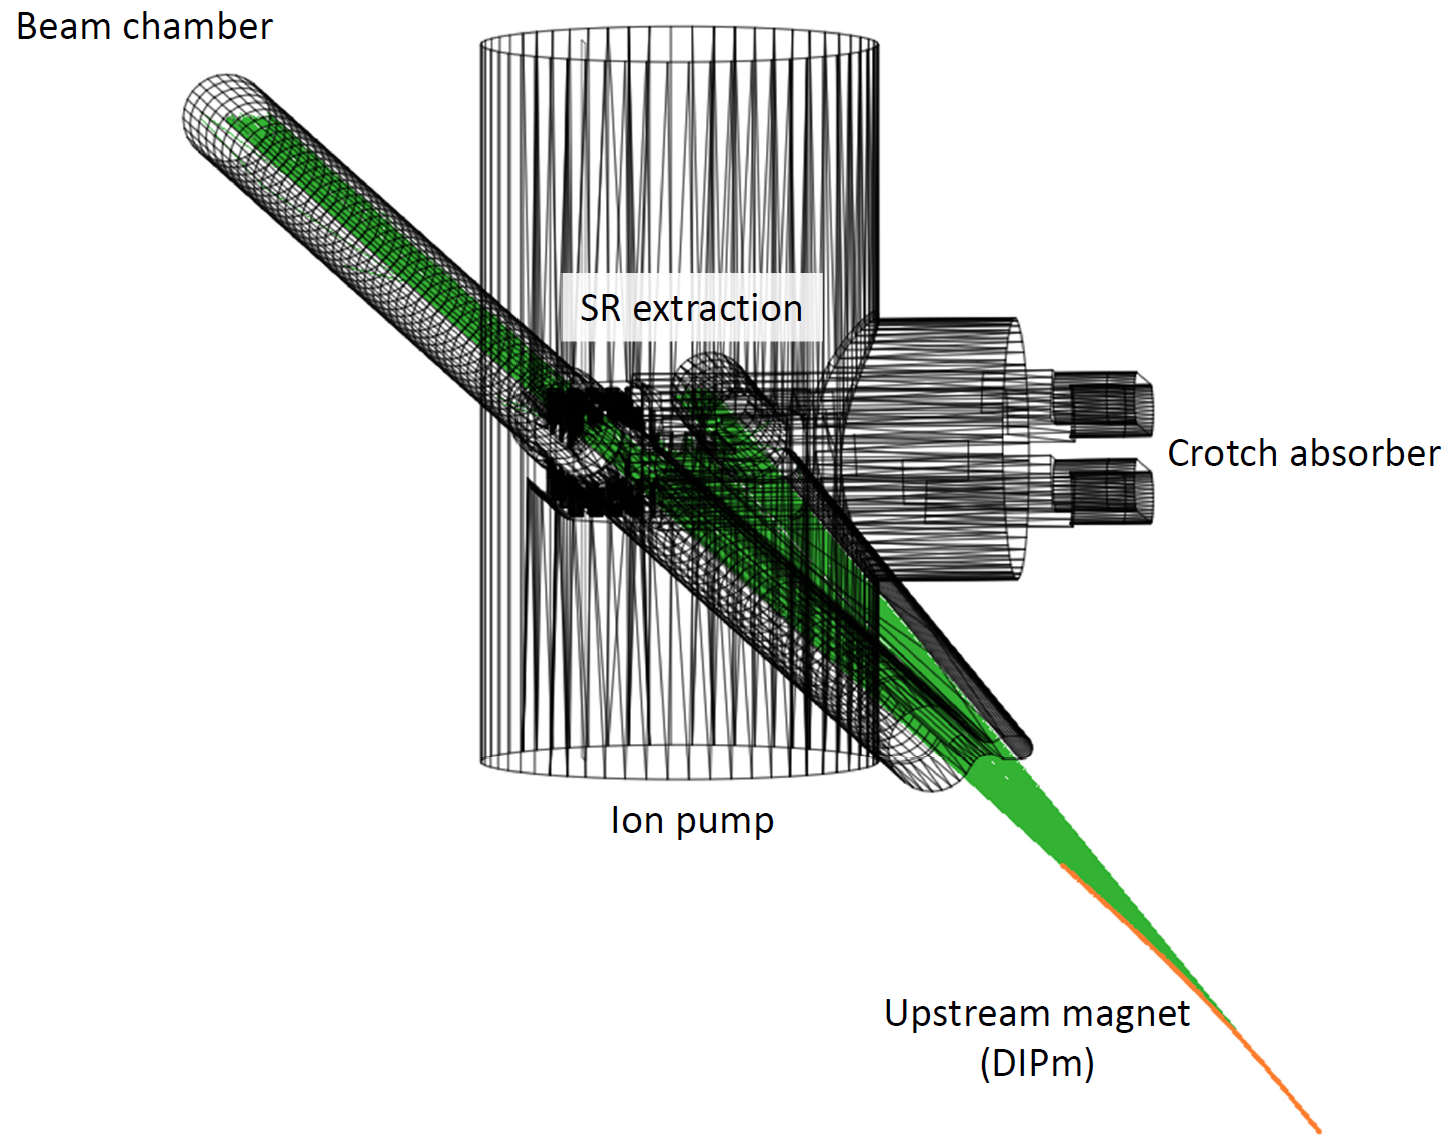 Beam chamber
SR extraction
Crotch absorber
Ion pump
Upstream magnet
(DIPm)